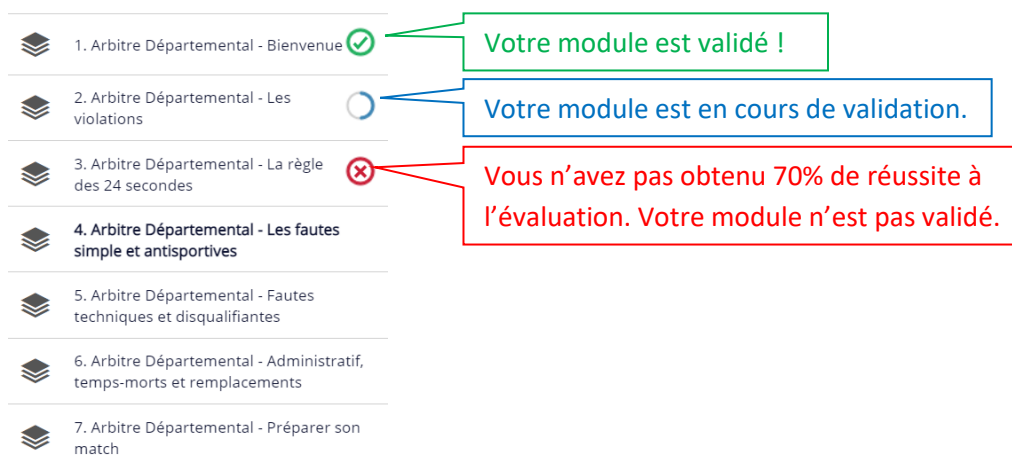 1. Arbitre Départemental - Bienvenue
Votre module est validé !
2. Arbitre Départemental - Les
violations
Votre module est en cours de validation.
3. Arbitre Départemental - La règle
des 24 secondes
Vous n’avez pas obtenu 70% de réussite à
l’évaluation. Votre module n’est pas validé.
4. Arbitre Départemental - Les fautes
simple et antisportives
5. Arbitre Départemental - Fautes
techniques et disqualifiantes
6. Arbitre Départemental - Administratif,
temps-morts et remplacements
7. Arbitre Départemental - Préparer son
match